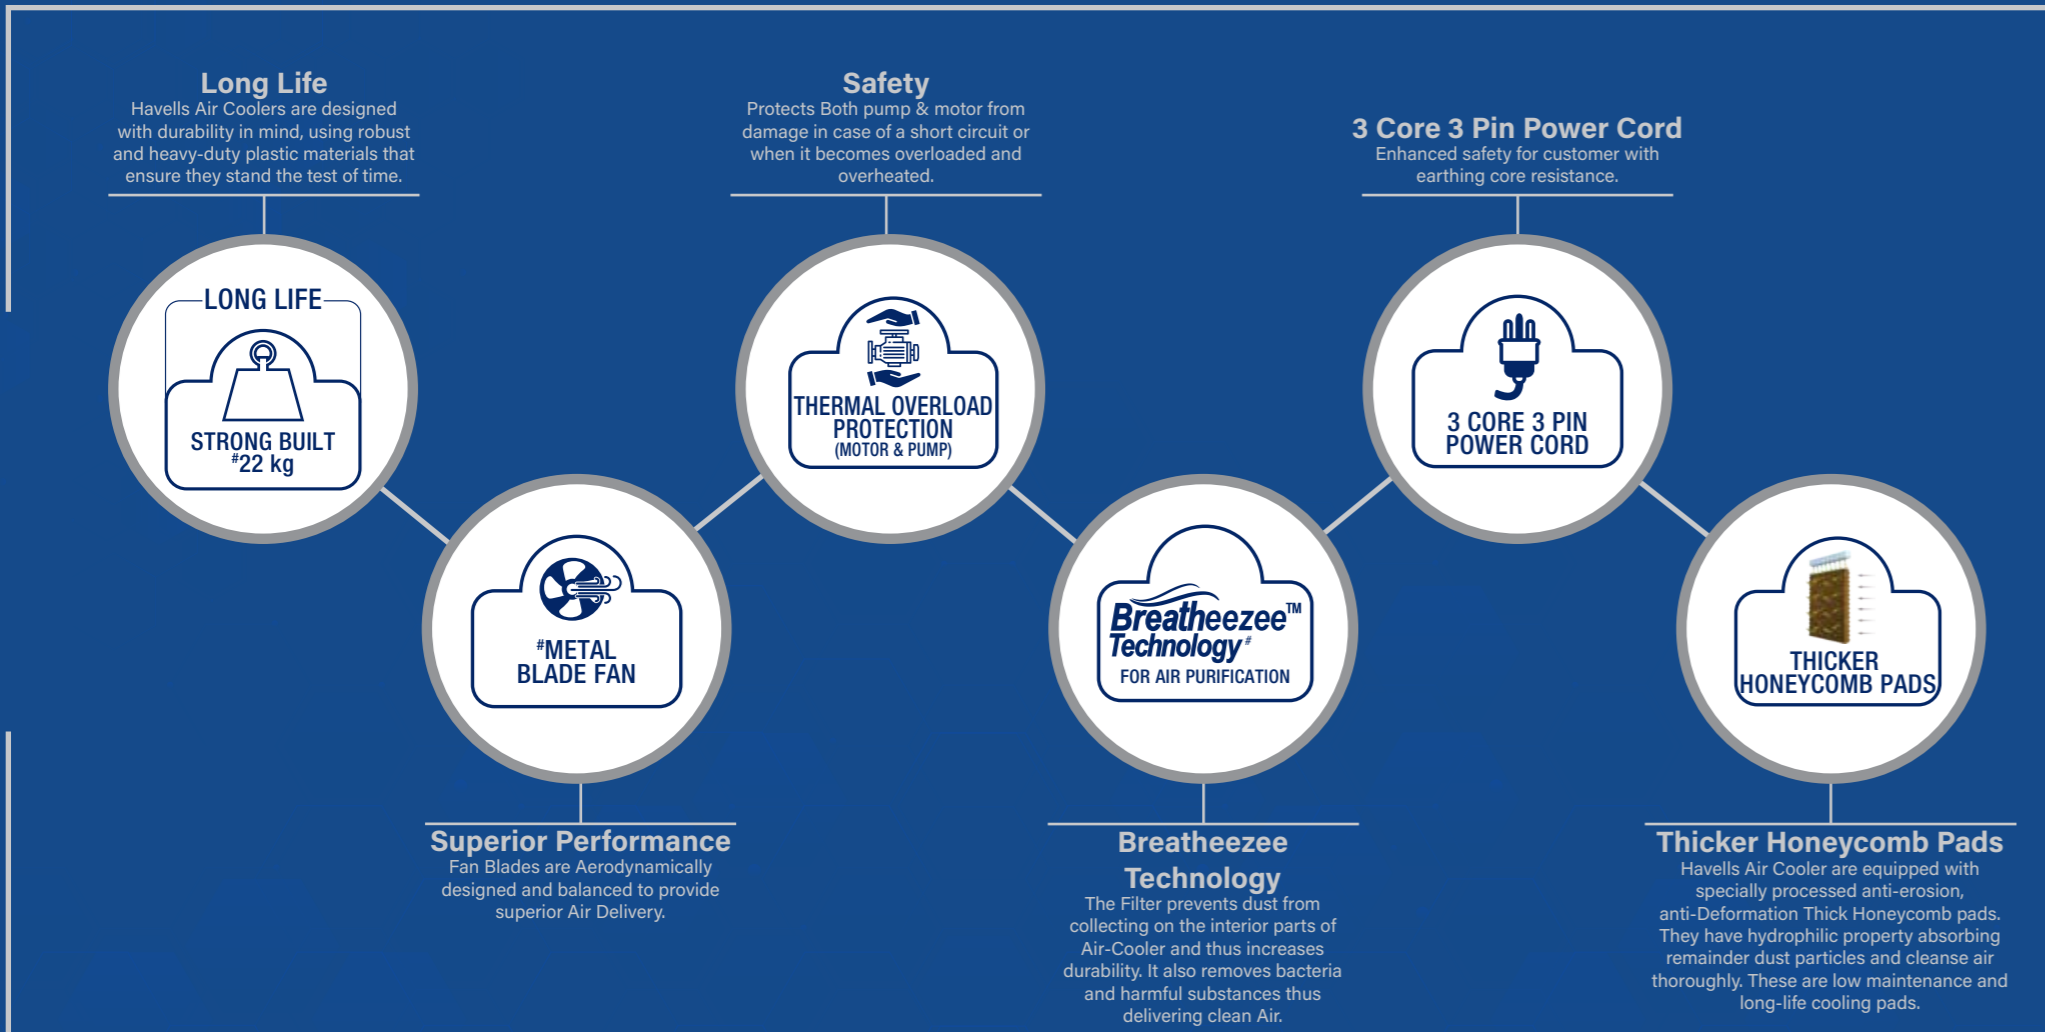 Long Life
Havells Air Coolers are designed
with durability in mind, using robust
and heavy-duty plastic materials that
ensure they stand the test of time.
LONG LIFE
STRONG BUILT
#22 kg
#METAL
BLADE FAN
Superior Performance
Fan Blades are Aerodynamically
designed and balanced to provide
superior Air Delivery.
Safety
Protects Both pump & motor from
damage in case of a short circuit or
when it becomes overloaded and
overheated.
THERMAL OVERLOAD
PROTECTION
(MOTOR & PUMP)
Breatheezee™
Technology#
FOR AIR PURIFICATION
Breatheezee
Technology
The Filter prevents dust from
collecting on the interior parts of
Air-Cooler and thus increases
durability. It also removes bacteria
and harmful substances thus
delivering clean Air.
3 Core 3 Pin Power Cord
Enhanced safety for customer with
earthing core resistance.
3 CORE 3 PIN
POWER CORD
THICKER
HONEYCOMB PADS
Thicker Honeycomb Pads
Havells Air Cooler are equipped with
specially processed anti-erosion,
anti-Deformation Thick Honeycomb pads.
They have hydrophilic property absorbing
remainder dust particles and cleanse air
thoroughly. These are low maintenance and
long-life cooling pads.